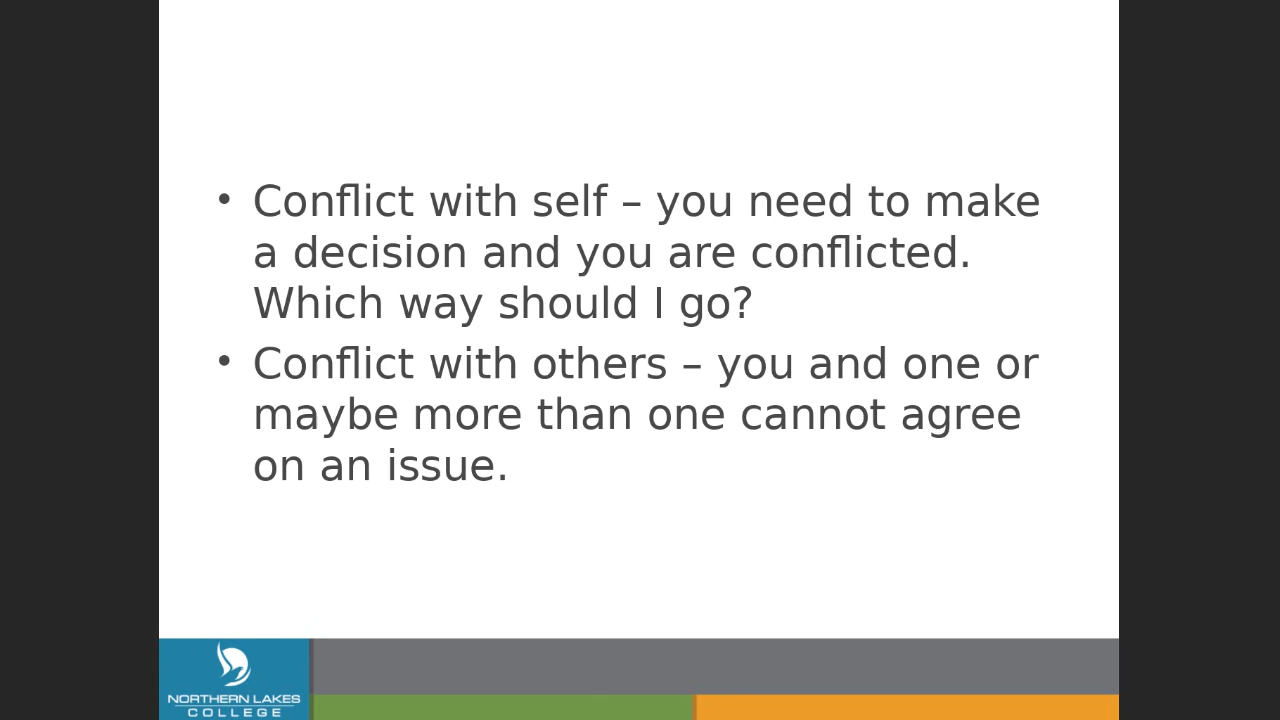 • Conflict with self – you need to make
a decision and you are conflicted.
Which way should I go?
• Conflict with others – you and one or
maybe more than one cannot agree
on an issue.
NORTHERN LAKES
COLLEGE